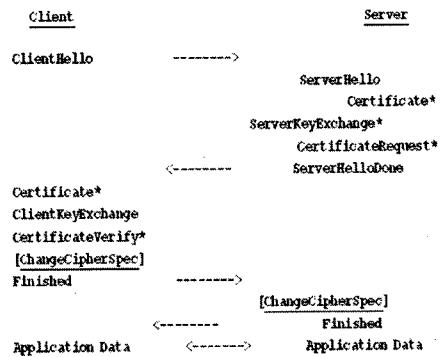 Client Server
ClientHello -------->
ServerHello
Certificate*
ServerKeyExchange*
CertificateRequest*
<-------- ServerHelloDone
Certificate*
ClientKeyExchange
CertificateVerify*
[ChangeCipherSpec]
Finished -------->
[ChangeCipherSpec]
<-------- Finished
Application Data <-------> Application Data